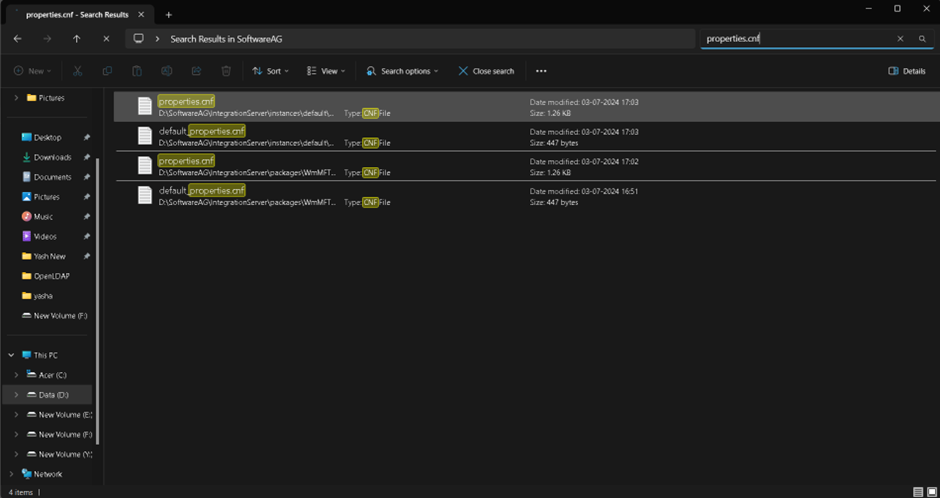 properties.cnf - Search Results
Search Results in SoftwareAG
properties.cnf
New
Sort
View
Search options
Close search
Details
Pictures
Desktop
Downloads
Documents
Pictures
Music
Videos
Yash New
OpenLDAP
yasha
New Volume (F:)
This PC
Acer (C:)
Data (D:)
New Volume (E:
New Volume (F:)
New Volume (Y:
Network
properties.cnf
D:\SoftwareAG\IntegrationServer\instances\default\... Type: CNF File
Date modified: 03-07-2024 17:03
Size: 1.26 KB
default_properties.cnf
D:\SoftwareAG\IntegrationServer\instances\default\... Type: CNF File
Date modified: 03-07-2024 17:03
Size: 447 bytes
properties.cnf
D:\SoftwareAG\IntegrationServer\packages\WmMFT... Type: CNF File
Date modified: 03-07-2024 17:02
Size: 1.26 KB
default_properties.cnf
D:\SoftwareAG\IntegrationServer\packages\WmMFT... Type: CNF File
Date modified: 03-07-2024 16:51
Size: 447 bytes
4 items